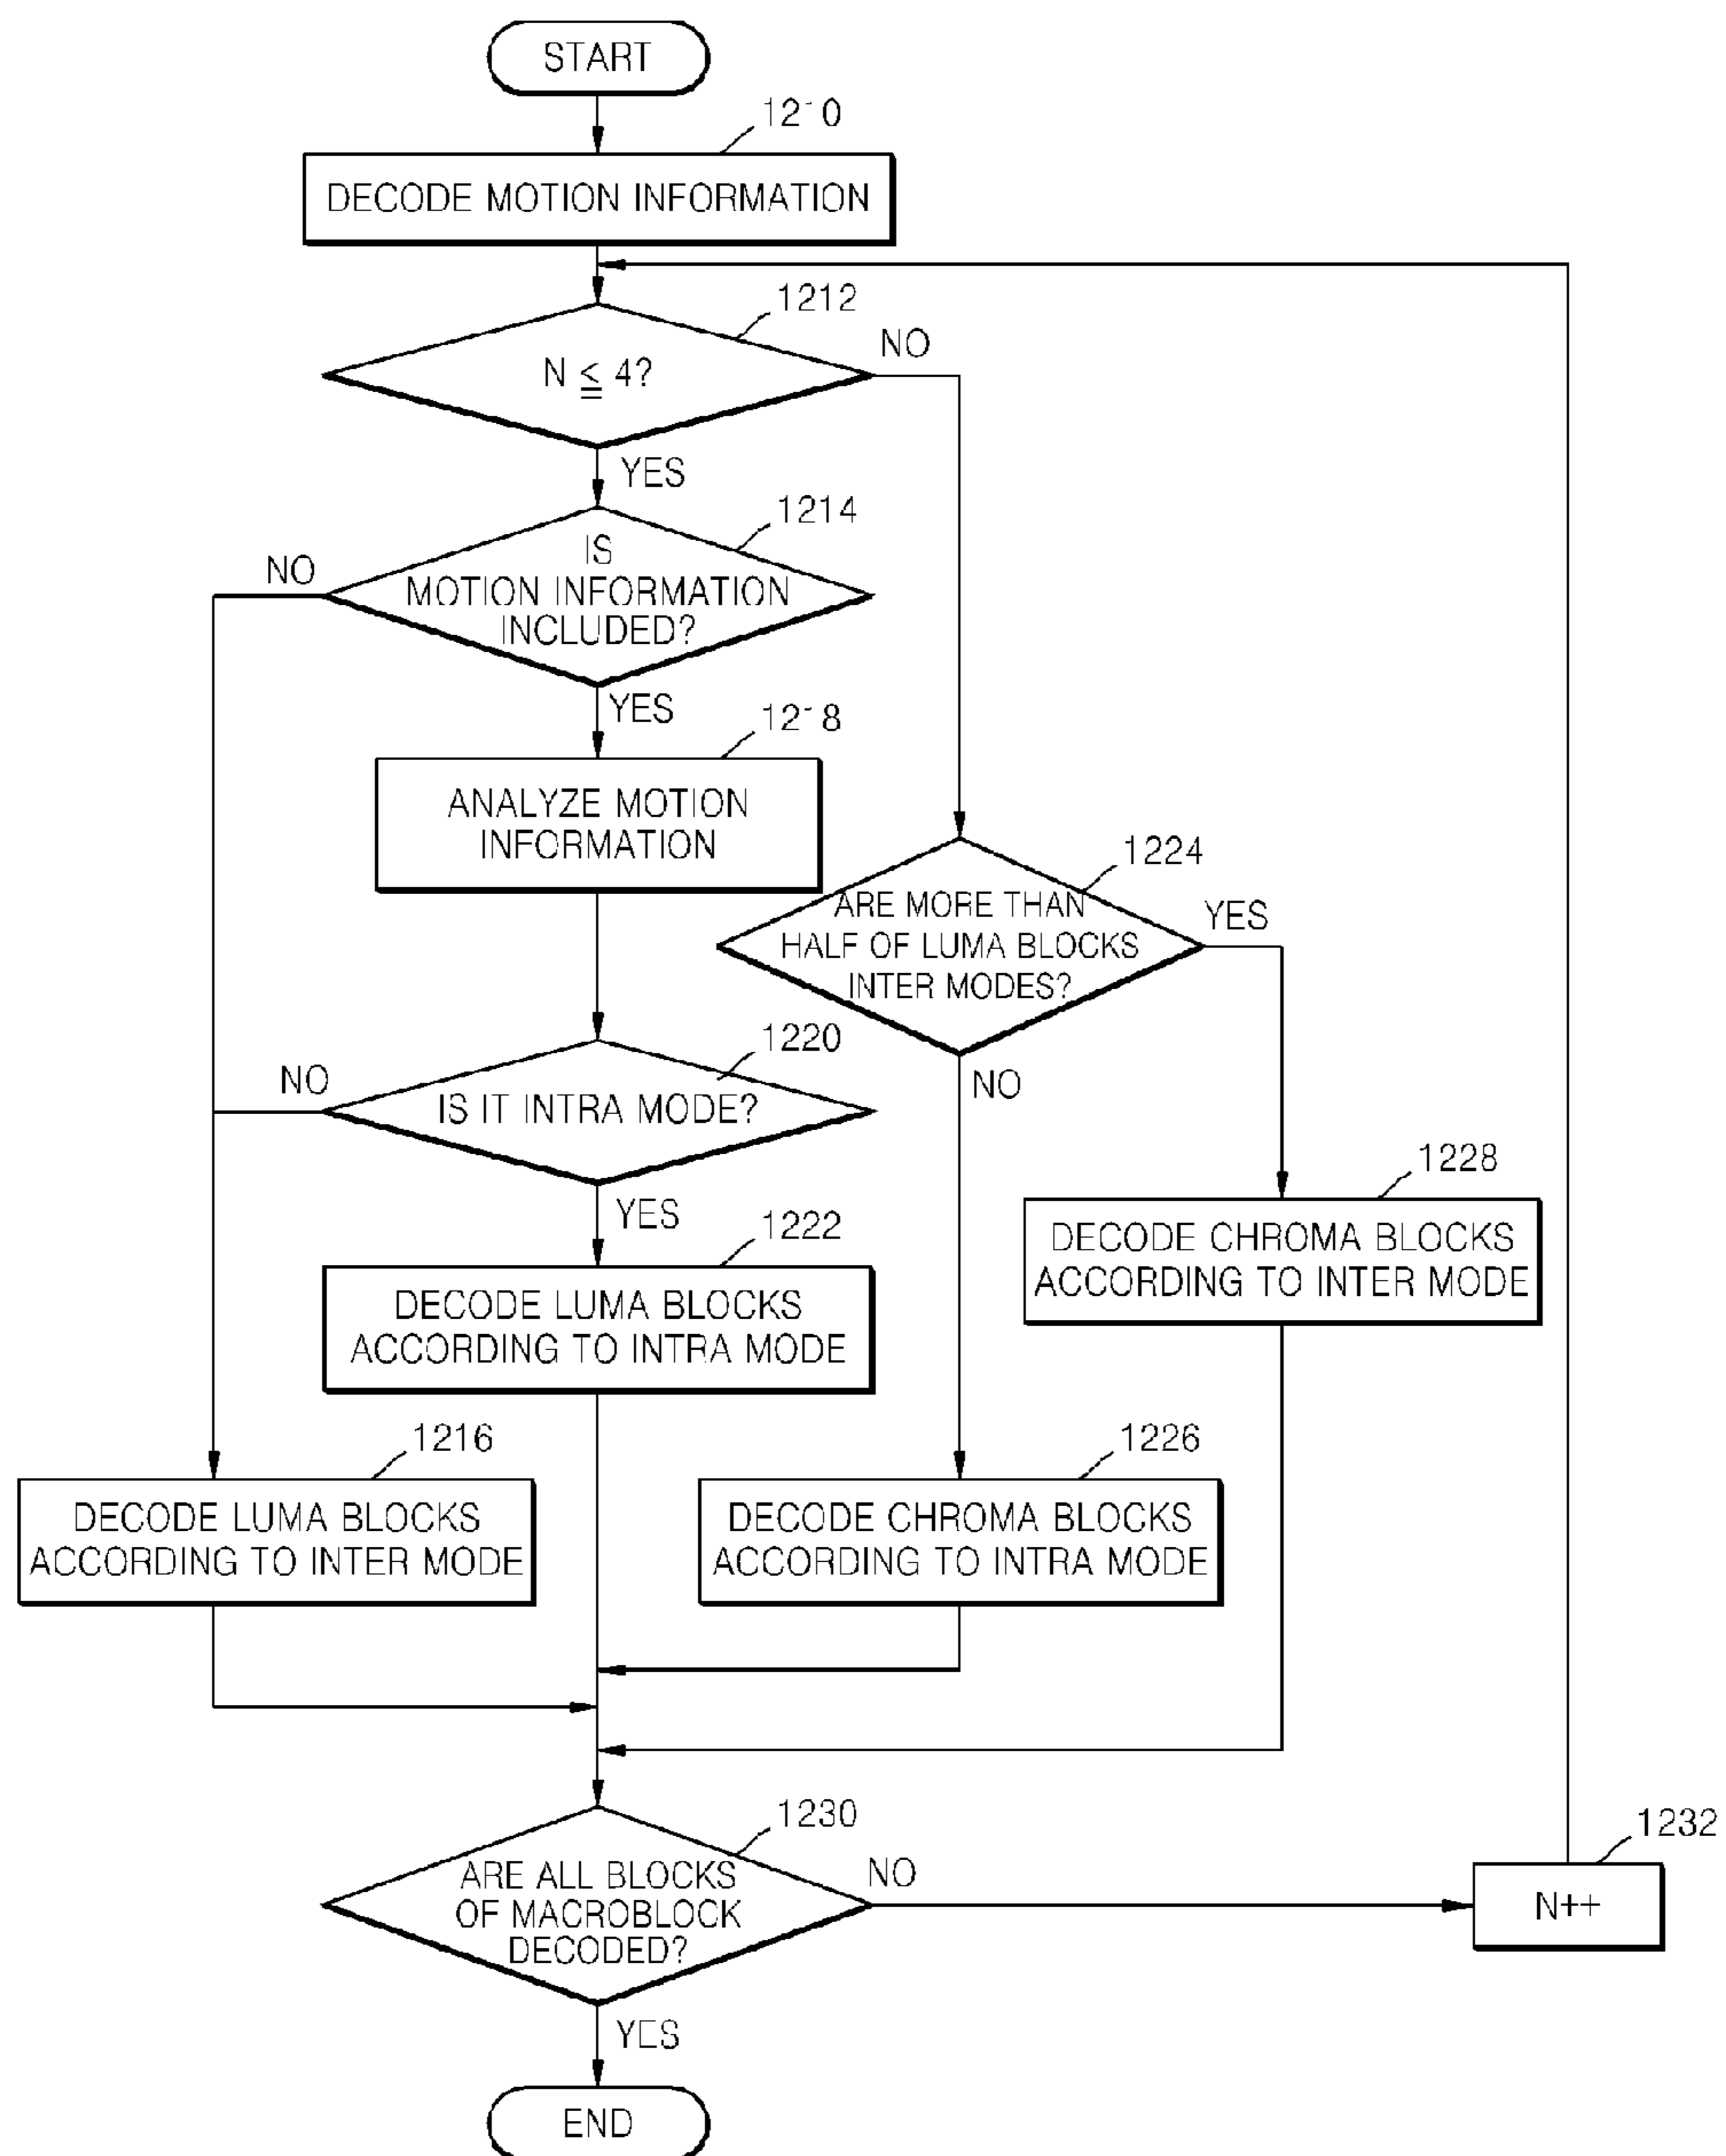 START
1210
DECODE MOTION INFORMATION
1212
N ≦ 4?
NO
YES
1214
IS
MOTION INFORMATION
INCLUDED?
NO
YES
1218
ANALYZE MOTION
INFORMATION
1224
ARE MORE THAN
HALF OF LUMA BLOCKS
INTER MODES?
YES
NO
1220
IS IT INTRA MODE?
NO
YES
1228
DECODE CHROMA BLOCKS
ACCORDING TO INTER MODE
1222
DECODE LUMA BLOCKS
ACCORDING TO INTRA MODE
1216
DECODE LUMA BLOCKS
ACCORDING TO INTER MODE
1226
DECODE CHROMA BLOCKS
ACCORDING TO INTRA MODE
1230
ARE ALL BLOCKS
OF MACROBLOCK
DECODED?
NO
1232
N++
YES
END